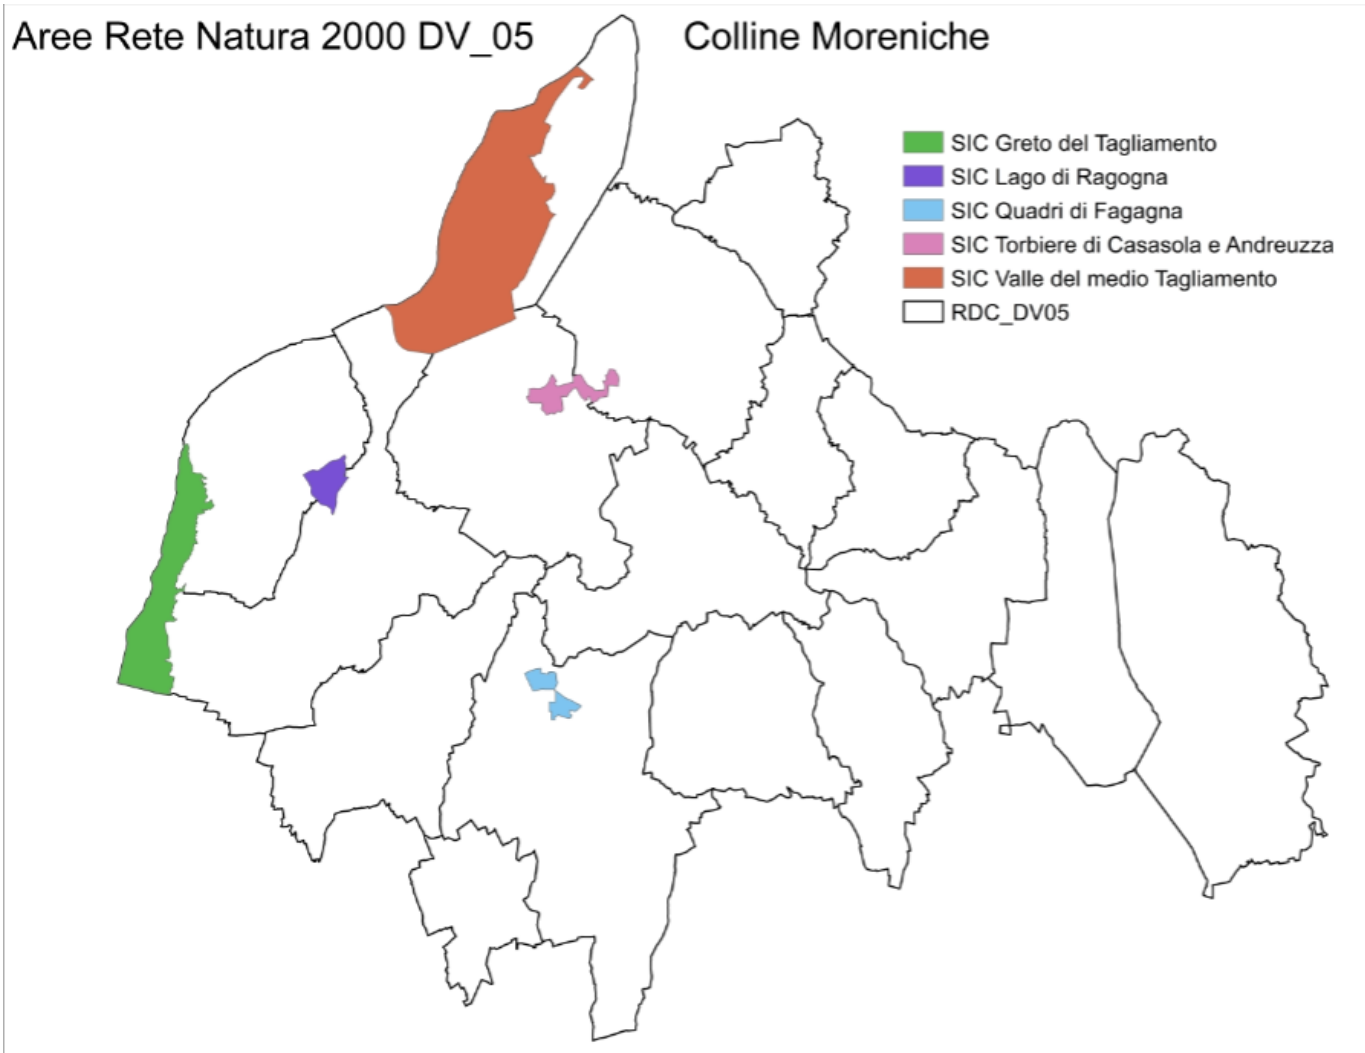 Aree Rete Natura 2000 DV_05
Colline Moreniche
SIC Greto del Tagliamento
SIC Lago di Ragogna
SIC Quadri di Fagagna
SIC Torbiere di Casasola e Andreuzza
SIC Valle del medio Tagliamento
RDC_DV05